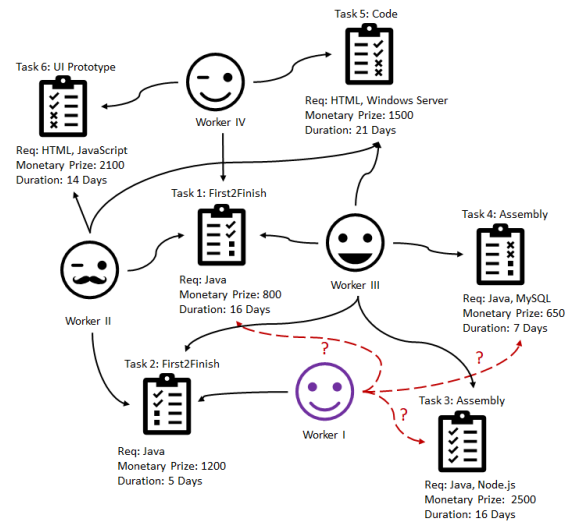 Task 5: Code
Task 6: UI Prototype
Req: HTML, Windows Server
Monetary Prize: 1500
Duration: 21 Days
Worker IV
Req: HTML, JavaScript
Monetary Prize: 2100
Duration: 14 Days
Task 1: First2Finish
Task 4: Assembly
Req: Java
Monetary Prize: 800
Duration: 16 Days
Worker III
Req: Java, MySQL
Monetary Prize: 650
Duration: 7 Days
Worker II
?
?
Task 2: First2Finish
Task 3: Assembly
?
Worker I
Req: Java
Monetary Prize: 1200
Duration: 5 Days
Req: Java, Node.js
Monetary Prize: 2500
Duration: 16 Days